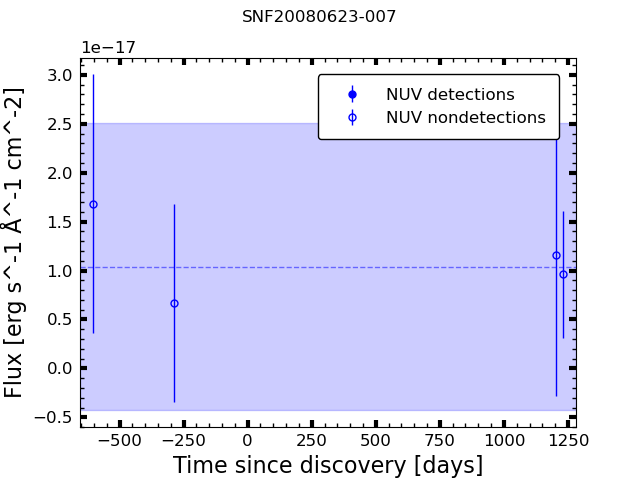 SNF20080623-007
1e−17
NUV detections
NUV nondetections
Flux [erg s^-1 Å^-1 cm^-2]
3.0
2.5
2.0
1.5
1.0
0.5
0.0
−0.5
−500 −250 0 250 500 750 1000 1250
Time since discovery [days]